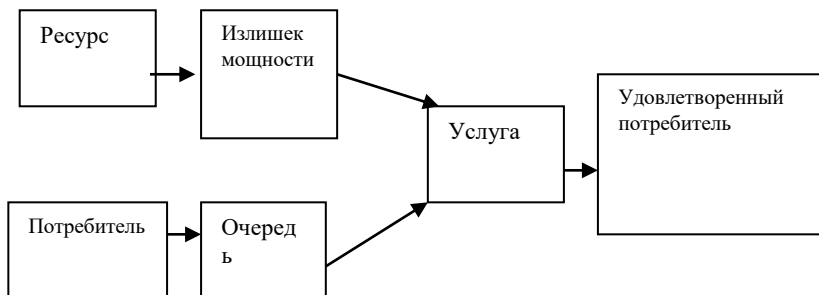 Ресурс
Излишек
мощности
Услуга
Удовлетворенный
потребитель
Потребитель
Очеред
ь